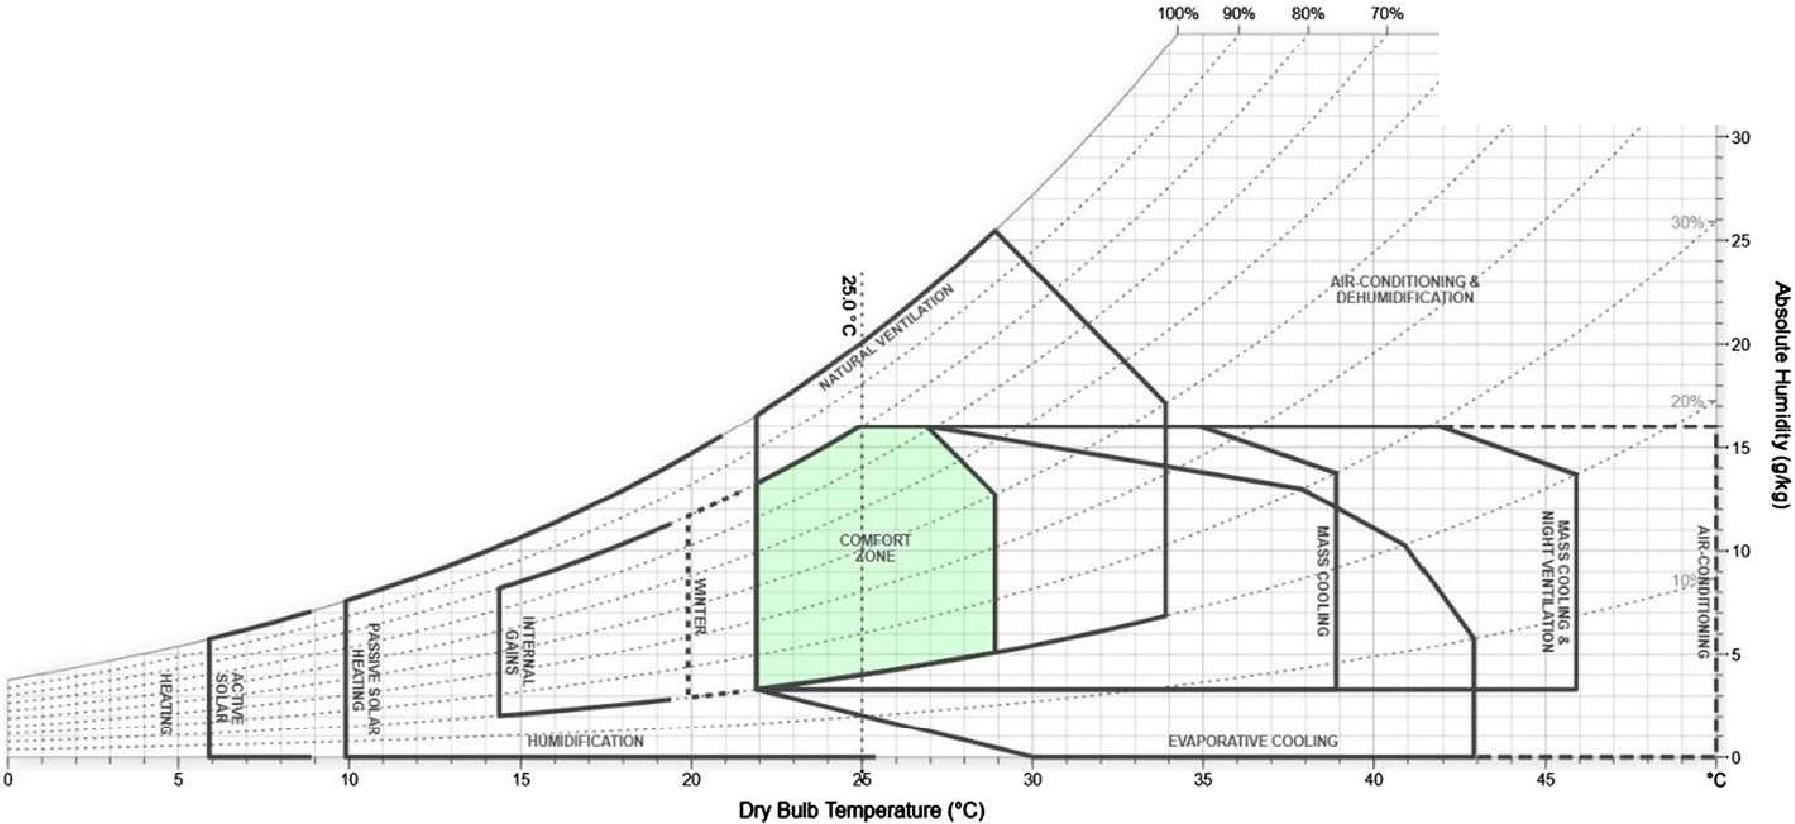 100% 90% 80% 70%
30
30%
25
AIR-CONDITIONING &
DEHUMIDIFICATION
25.0 °C
NATURAL VENTILATION
20
20%
15
Absolute Humidity (g/kg)
COMFORT
ZONE
10
10%
WINTER
MASS COOLING
MASS COOLING &
NIGHT VENTILATION
AIR-CONDITIONING
INTERNAL
GAINS
PASSIVE SOLAR
HEATING
ACTIVE
SOLAR
HEATING
5
HUMIDIFICATION
EVAPORATIVE COOLING
0
0 5 10 15 20 25 30 35 40 45 °C
Dry Bulb Temperature (°C)